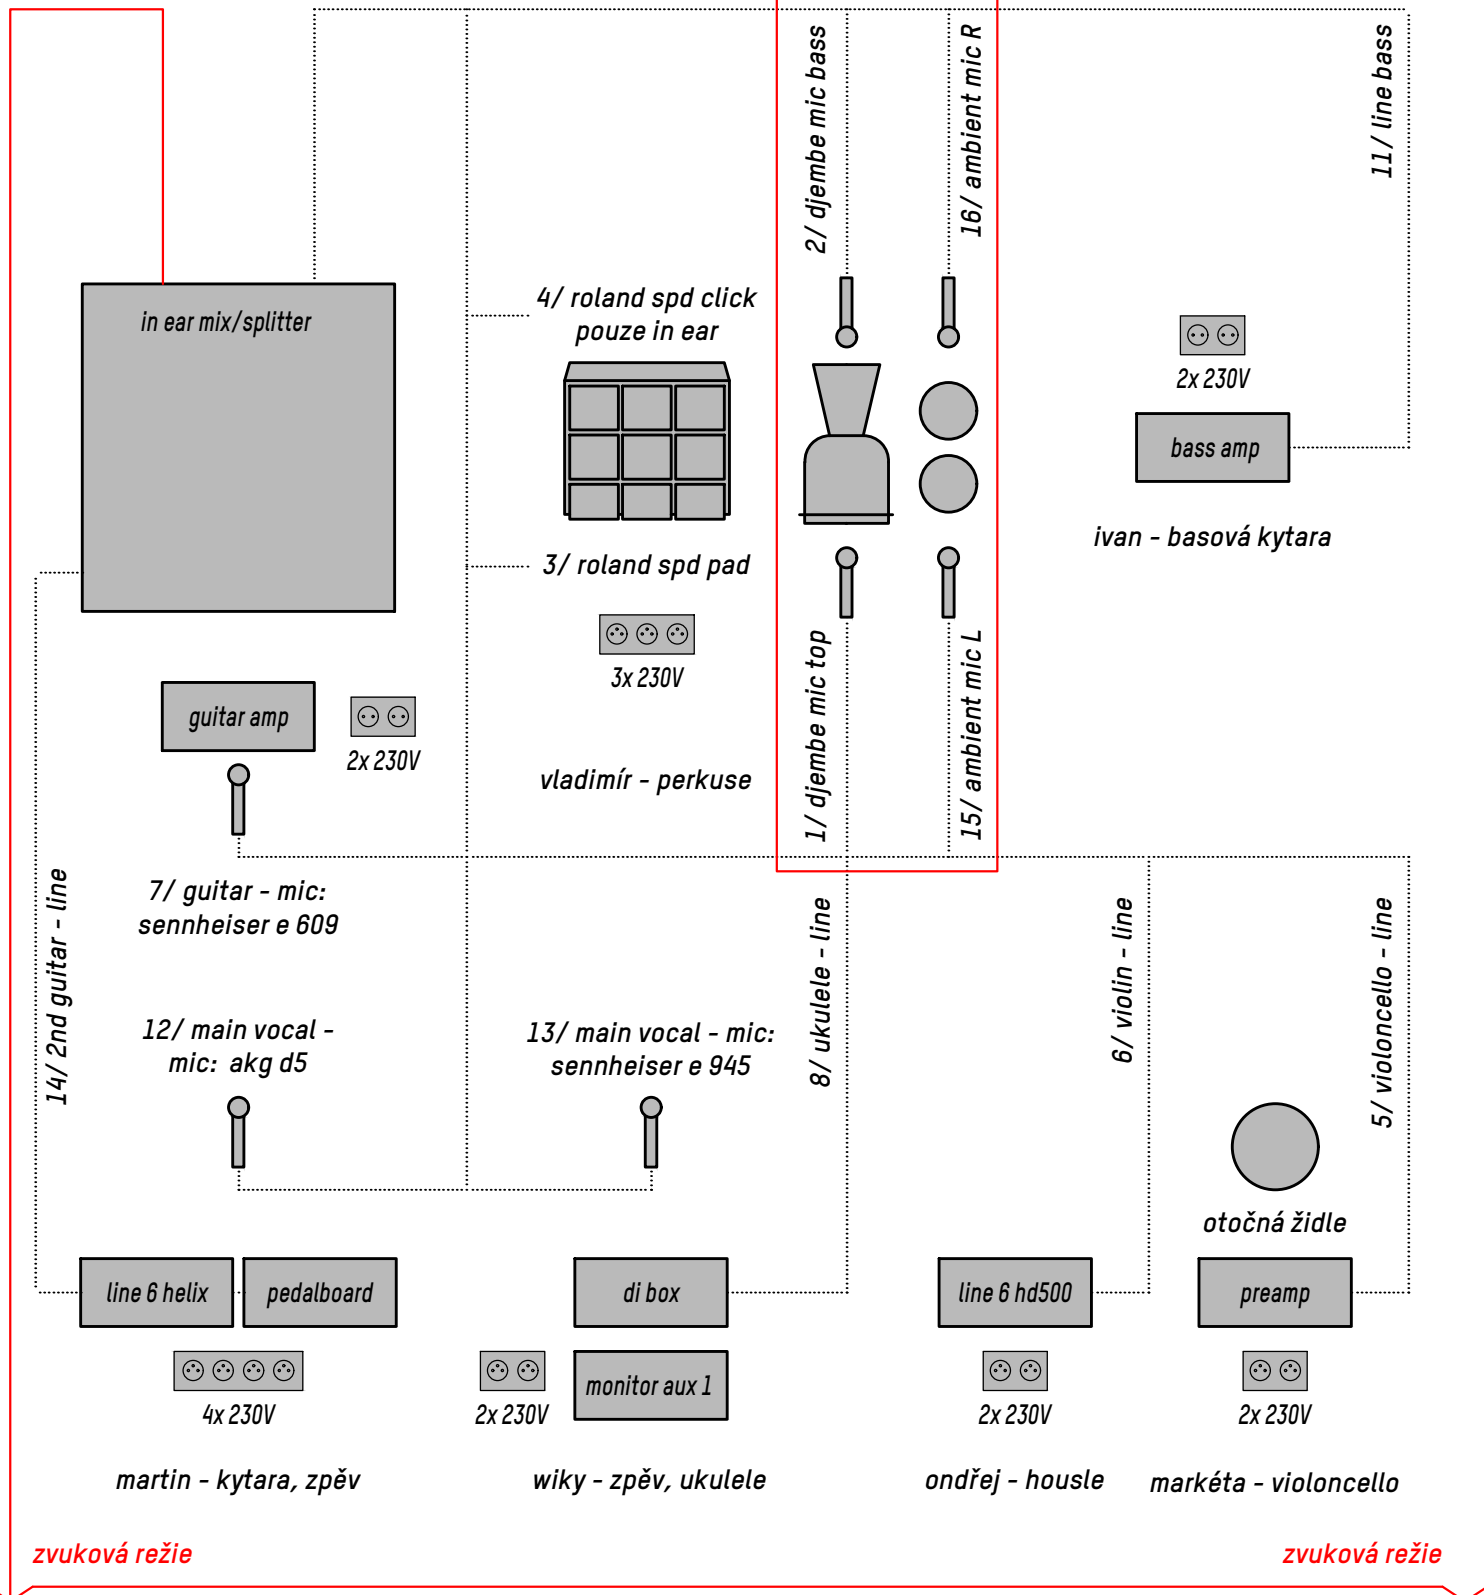 2/ djembe mic bass
16/ ambient mic R
11/ line bass
in ear mix/splitter
4/ roland spd click
pouze in ear
2x 230V
bass amp
ivan - basová kytara
3/ roland spd pad
3x 230V
guitar amp
2x 230V
vladimír - perkuse
1/ djembe mic top
15/ ambient mic L
7/ guitar - mic:
sennheiser e 609
14/ 2nd guitar - line
8/ ukulele - line
6/ violin - line
5/ violoncello - line
12/ main vocal -
mic: akg d5
13/ main vocal - mic:
sennheiser e 945
otočná židle
line 6 helix
pedalboard
di box
line 6 hd500
preamp
4x 230V
2x 230V
monitor aux 1
2x 230V
2x 230V
martin - kytara, zpěv
wiky - zpěv, ukulele
ondřej - housle
markéta - violoncello
zvuková režie
zvuková režie